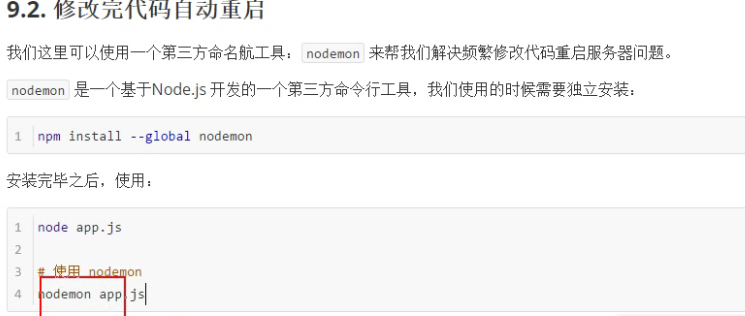 9.2. 修改完代码自动重启
我们这里可以使用一个第三方命名航工具：nodemon 来帮我们解决频繁修改代码重启服务器问题。
nodemon 是一个基于Node.js 开发的一个第三方命令行工具，我们使用的时候需要独立安装：
1 npm install --global nodemon
安装完毕之后，使用：
1 node app.js
2
3 # 使用 nodemon
4 nodemon app.js